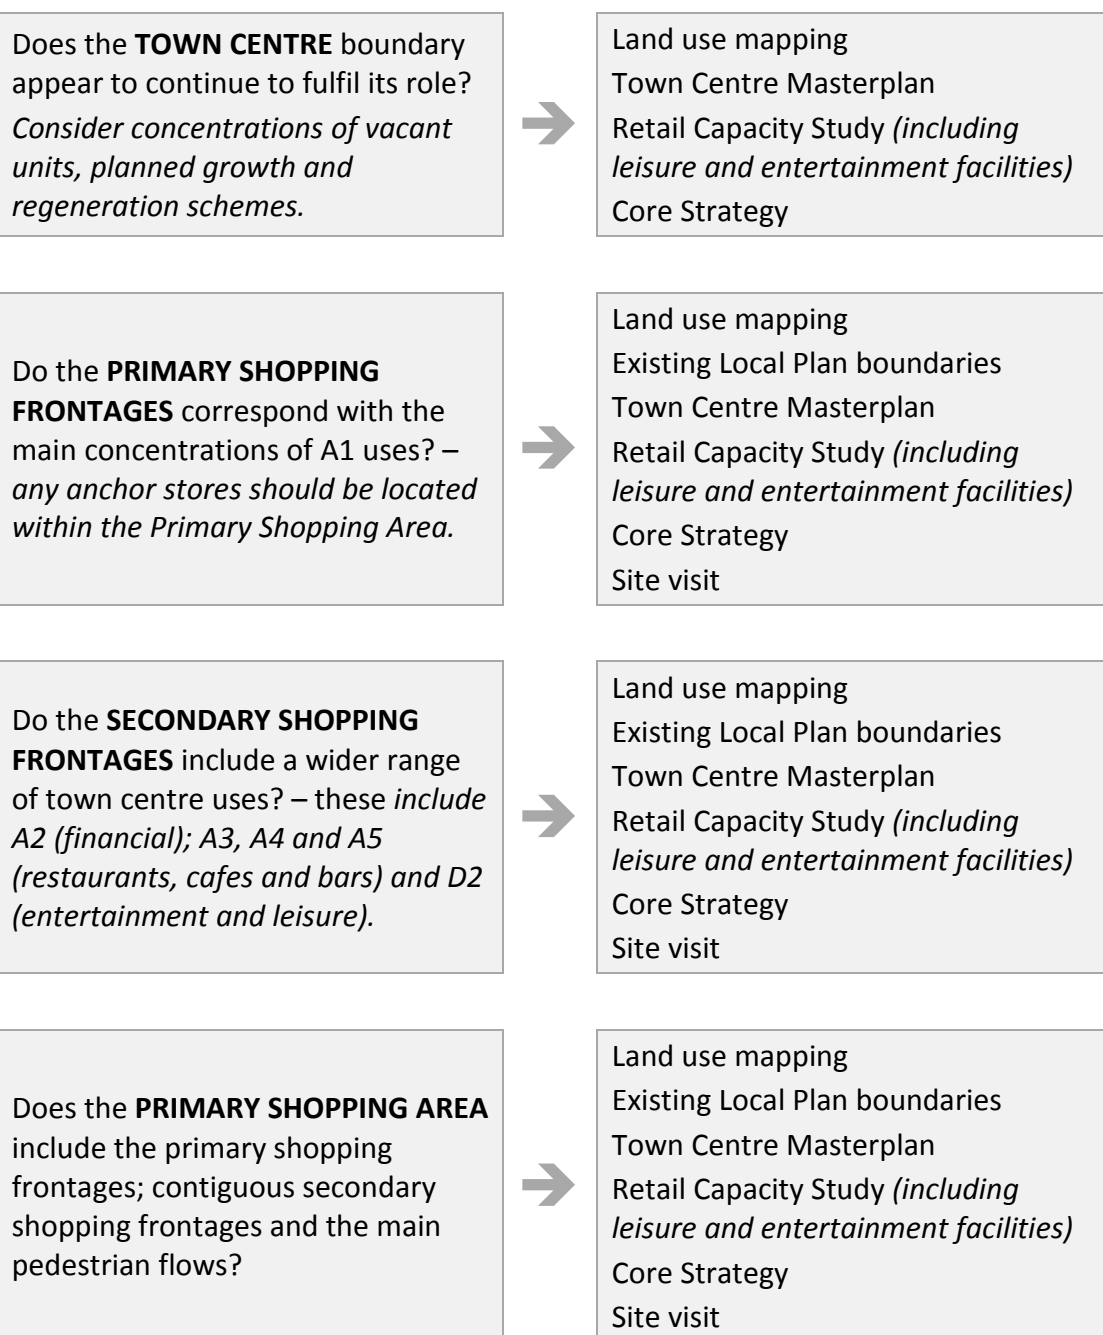 Does the TOWN CENTRE boundary
appear to continue to fulfil its role?
Consider concentrations of vacant
units, planned growth and
regeneration schemes.
Land use mapping
Town Centre Masterplan
Retail Capacity Study (including
leisure and entertainment facilities)
Core Strategy
Do the PRIMARY SHOPPING
FRONTAGES correspond with the
main concentrations of A1 uses? –
any anchor stores should be located
within the Primary Shopping Area.
Land use mapping
Existing Local Plan boundaries
Town Centre Masterplan
Retail Capacity Study (including
leisure and entertainment facilities)
Core Strategy
Site visit
Do the SECONDARY SHOPPING
FRONTAGES include a wider range
of town centre uses? – these include
A2 (financial); A3, A4 and A5
(restaurants, cafes and bars) and D2
(entertainment and leisure).
Land use mapping
Existing Local Plan boundaries
Town Centre Masterplan
Retail Capacity Study (including
leisure and entertainment facilities)
Core Strategy
Site visit
Does the PRIMARY SHOPPING AREA
include the primary shopping
frontages; contiguous secondary
shopping frontages and the main
pedestrian flows?
Land use mapping
Existing Local Plan boundaries
Town Centre Masterplan
Retail Capacity Study (including
leisure and entertainment facilities)
Core Strategy
Site visit